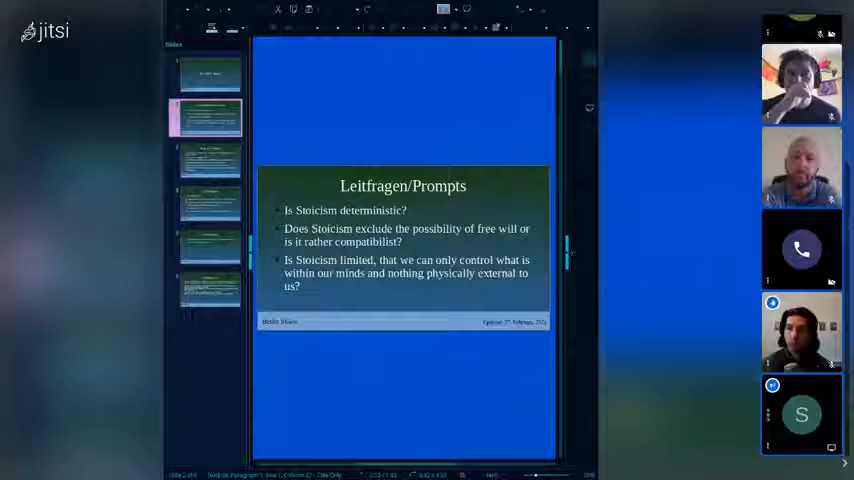 jitsi
Slides
Leitfragen/Prompts
Is Stoicism deterministic?
Does Stoicism exclude the possibility of free will or
is it rather compatibilist?
Is Stoicism limited, that we can only control what is
within our minds and nothing physically external to
us?
S